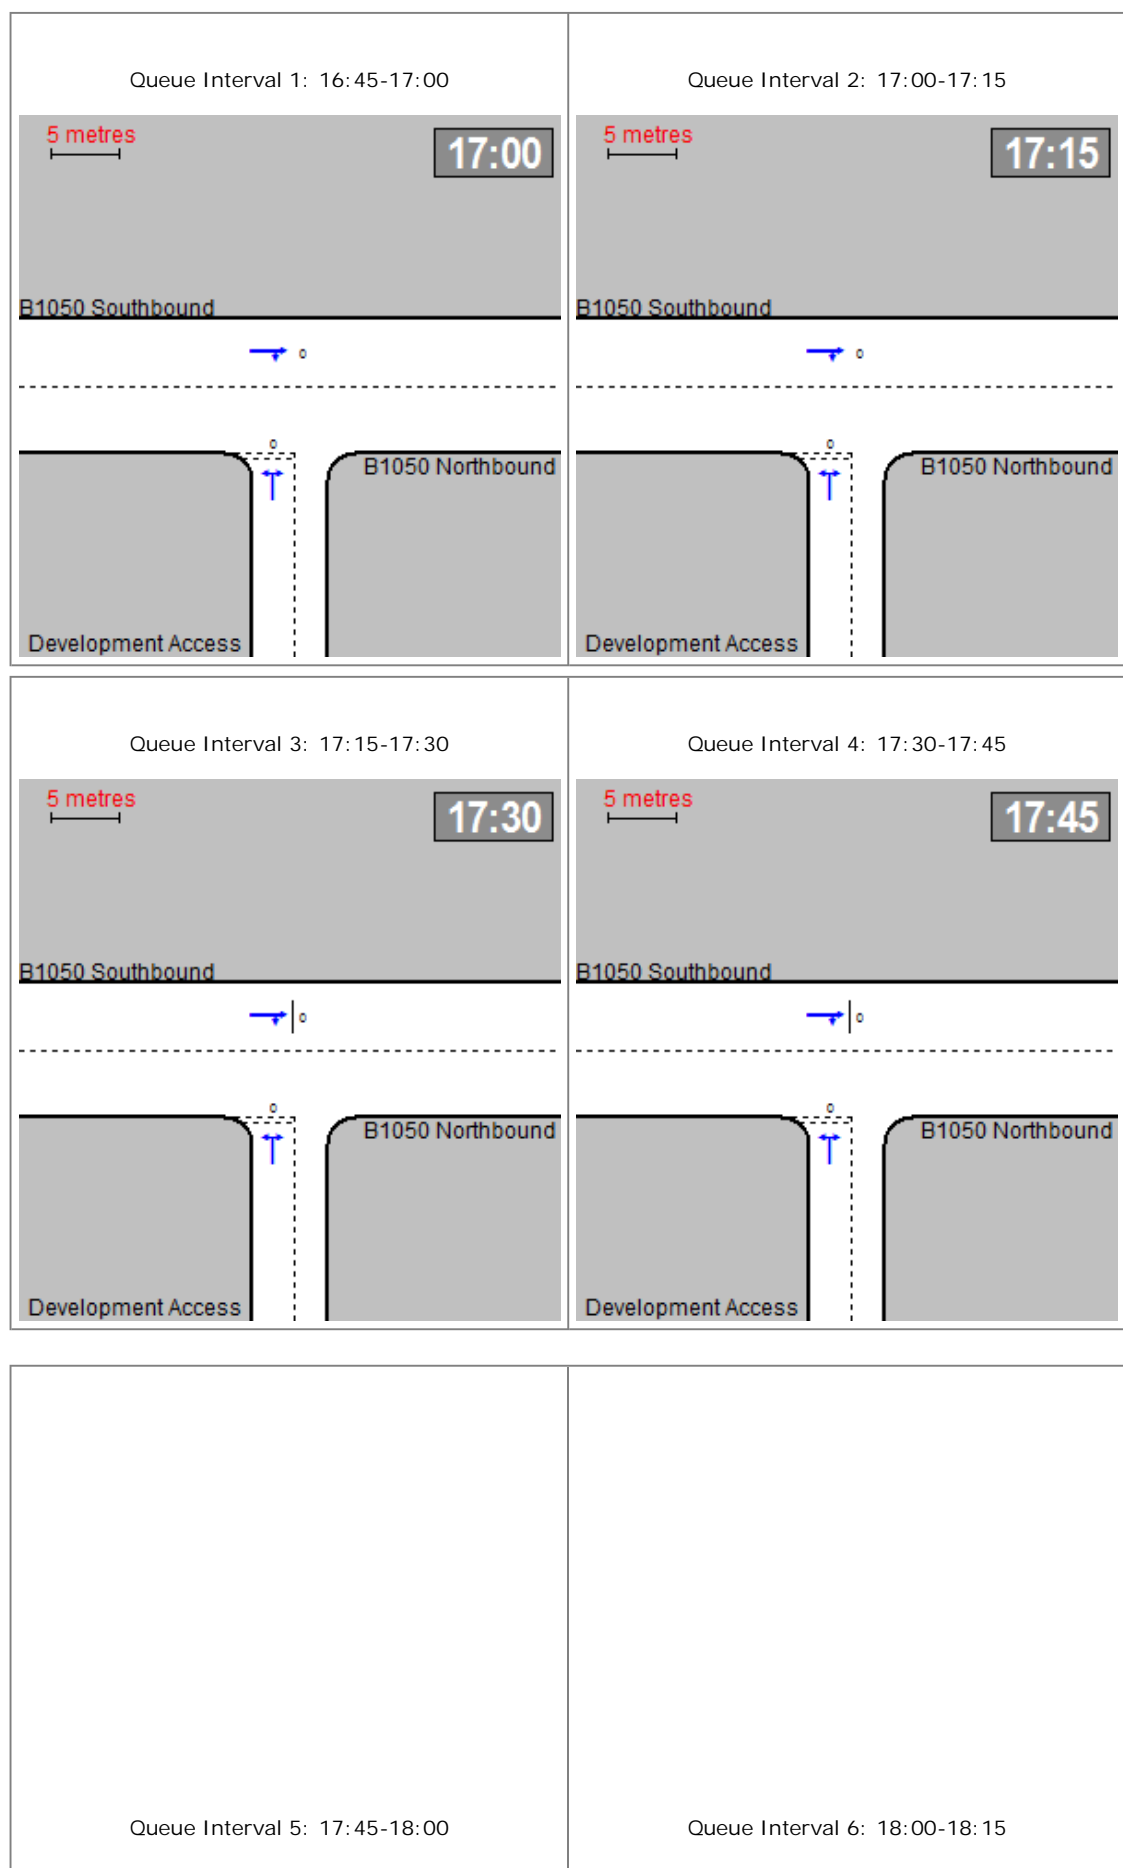 Queue Interval 1: 16:45-17:00
5 metres
17:00
B1050 Southbound
0
0
B1050 Northbound
Development Access
Queue Interval 2: 17:00-17:15
5 metres
17:15
B1050 Southbound
0
0
B1050 Northbound
Development Access
Queue Interval 3: 17:15-17:30
5 metres
17:30
B1050 Southbound
0
0
B1050 Northbound
Development Access
Queue Interval 4: 17:30-17:45
5 metres
17:45
B1050 Southbound
0
0
B1050 Northbound
Development Access
Queue Interval 5: 17:45-18:00
Queue Interval 6: 18:00-18:15